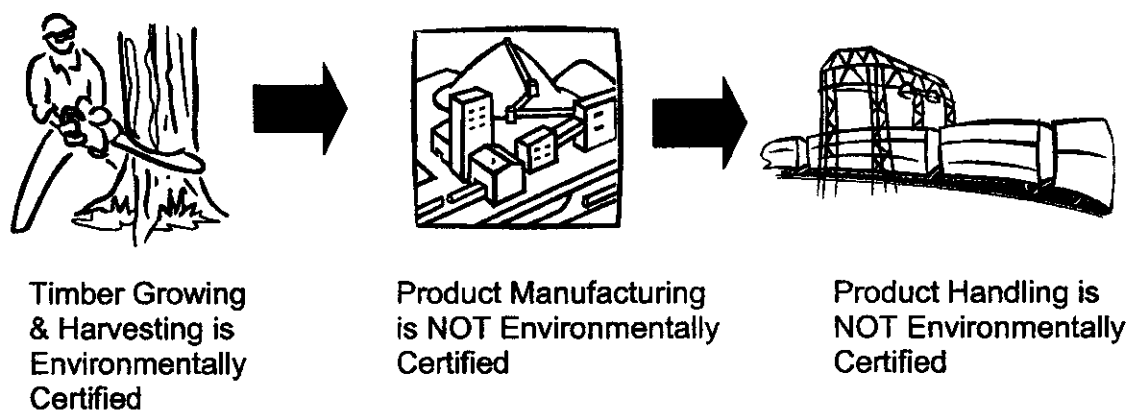 Timber Growing
& Harvesting is
Environmentally
Certified
Product Manufacturing
is NOT Environmentally
Certified
Product Handling is
NOT Environmentally
Certified